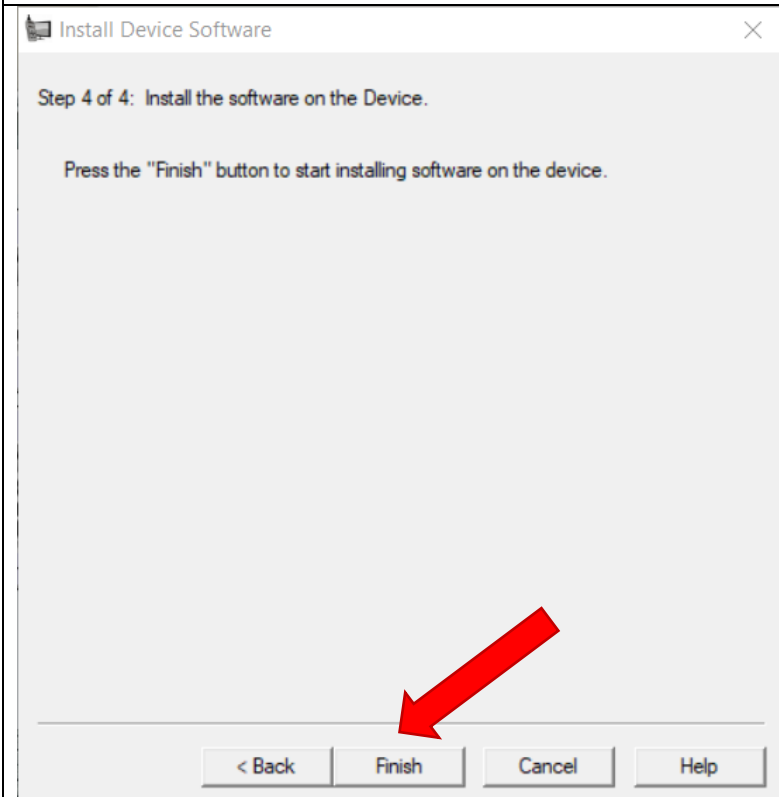 Install Device Software
Step 4 of 4:  Install the software on the Device.
Press the "Finish" button to start installing software on the device.
< Back Finish Cancel Help